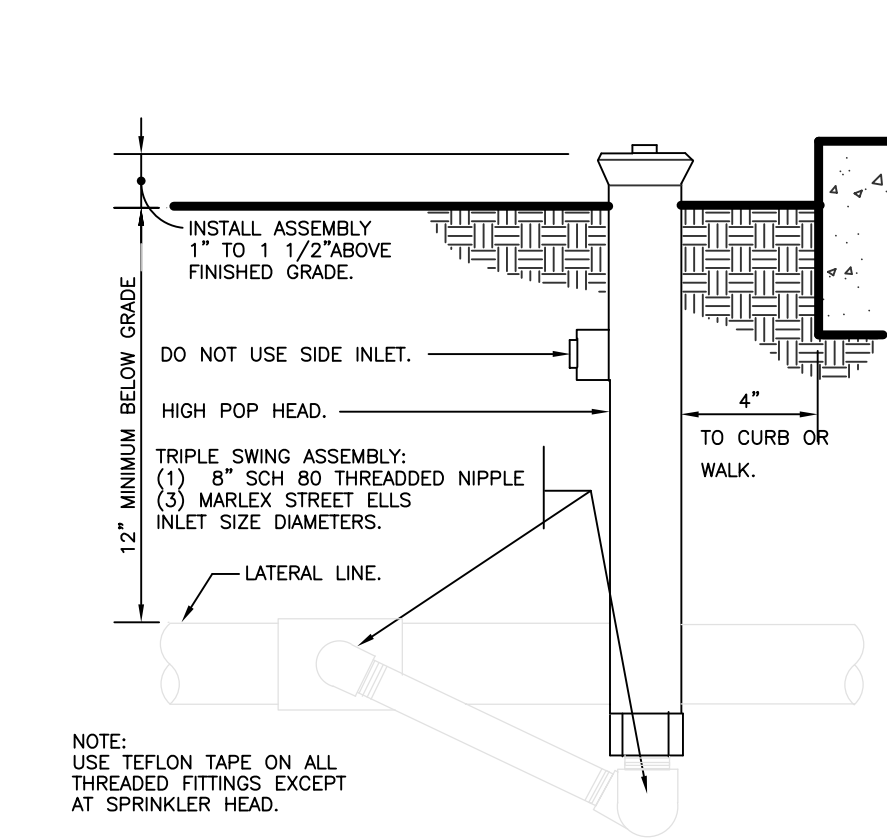 INSTALL ASSEMBLY
1" TO 1 1/2"ABOVE
FINISHED GRADE.
12" MINIMUM BELOW GRADE
DO NOT USE SIDE INLET.
HIGH POP HEAD.
4"
TO CURB OR
WALK.
TRIPLE SWING ASSEMBLY:
(1) 8" SCH 80 THREADDED NIPPLE
(3) MARLEX STREET ELLS
INLET SIZE DIAMETERS.
LATERAL LINE.
NOTE:
USE TEFLON TAPE ON ALL
THREADED FITTINGS EXCEPT
AT SPRINKLER HEAD.